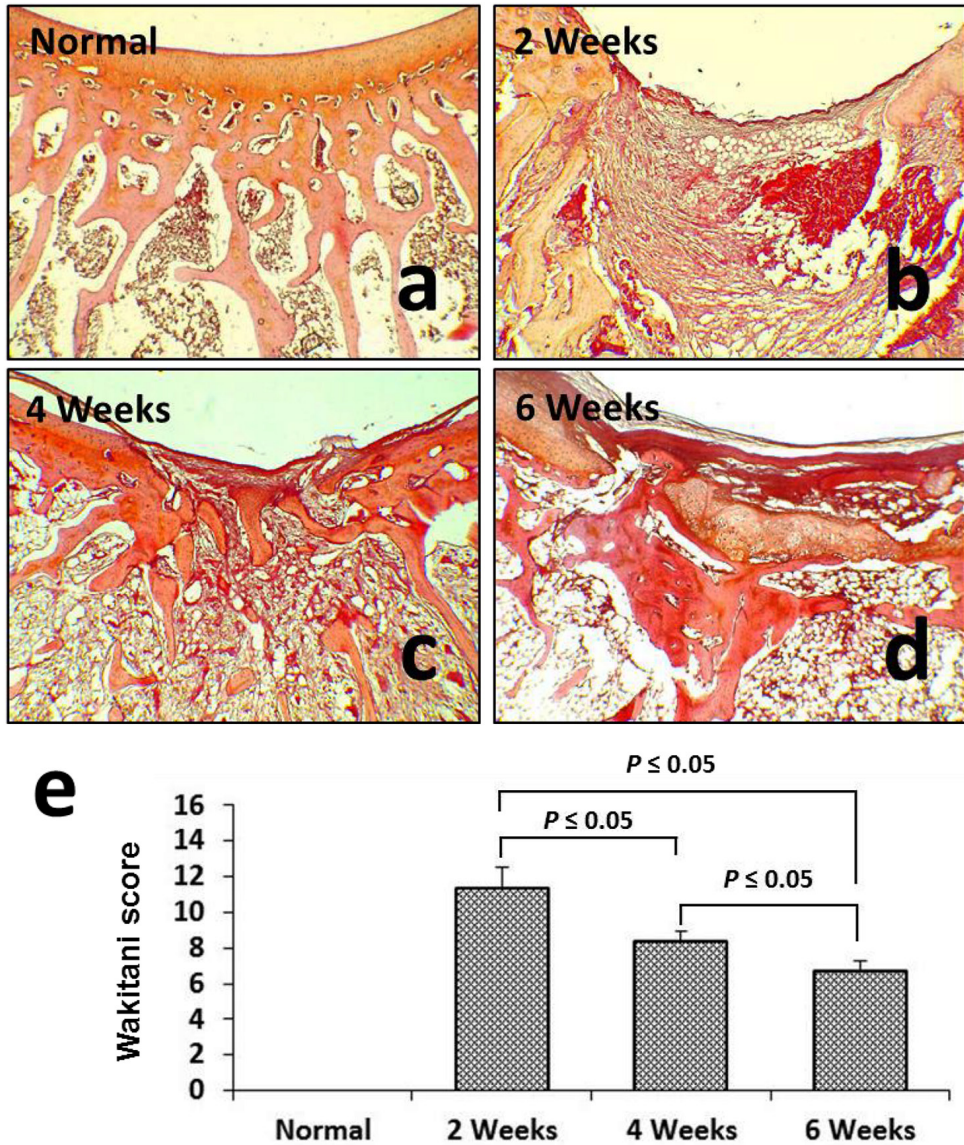 Normal
a
2 Weeks
b
4 Weeks
c
6 Weeks
d
e
P ≤ 0.05
P ≤ 0.05
P ≤ 0.05
Wakitani score
16
14
12
10
8
6
4
2
0
Normal
2 Weeks
4 Weeks
6 Weeks